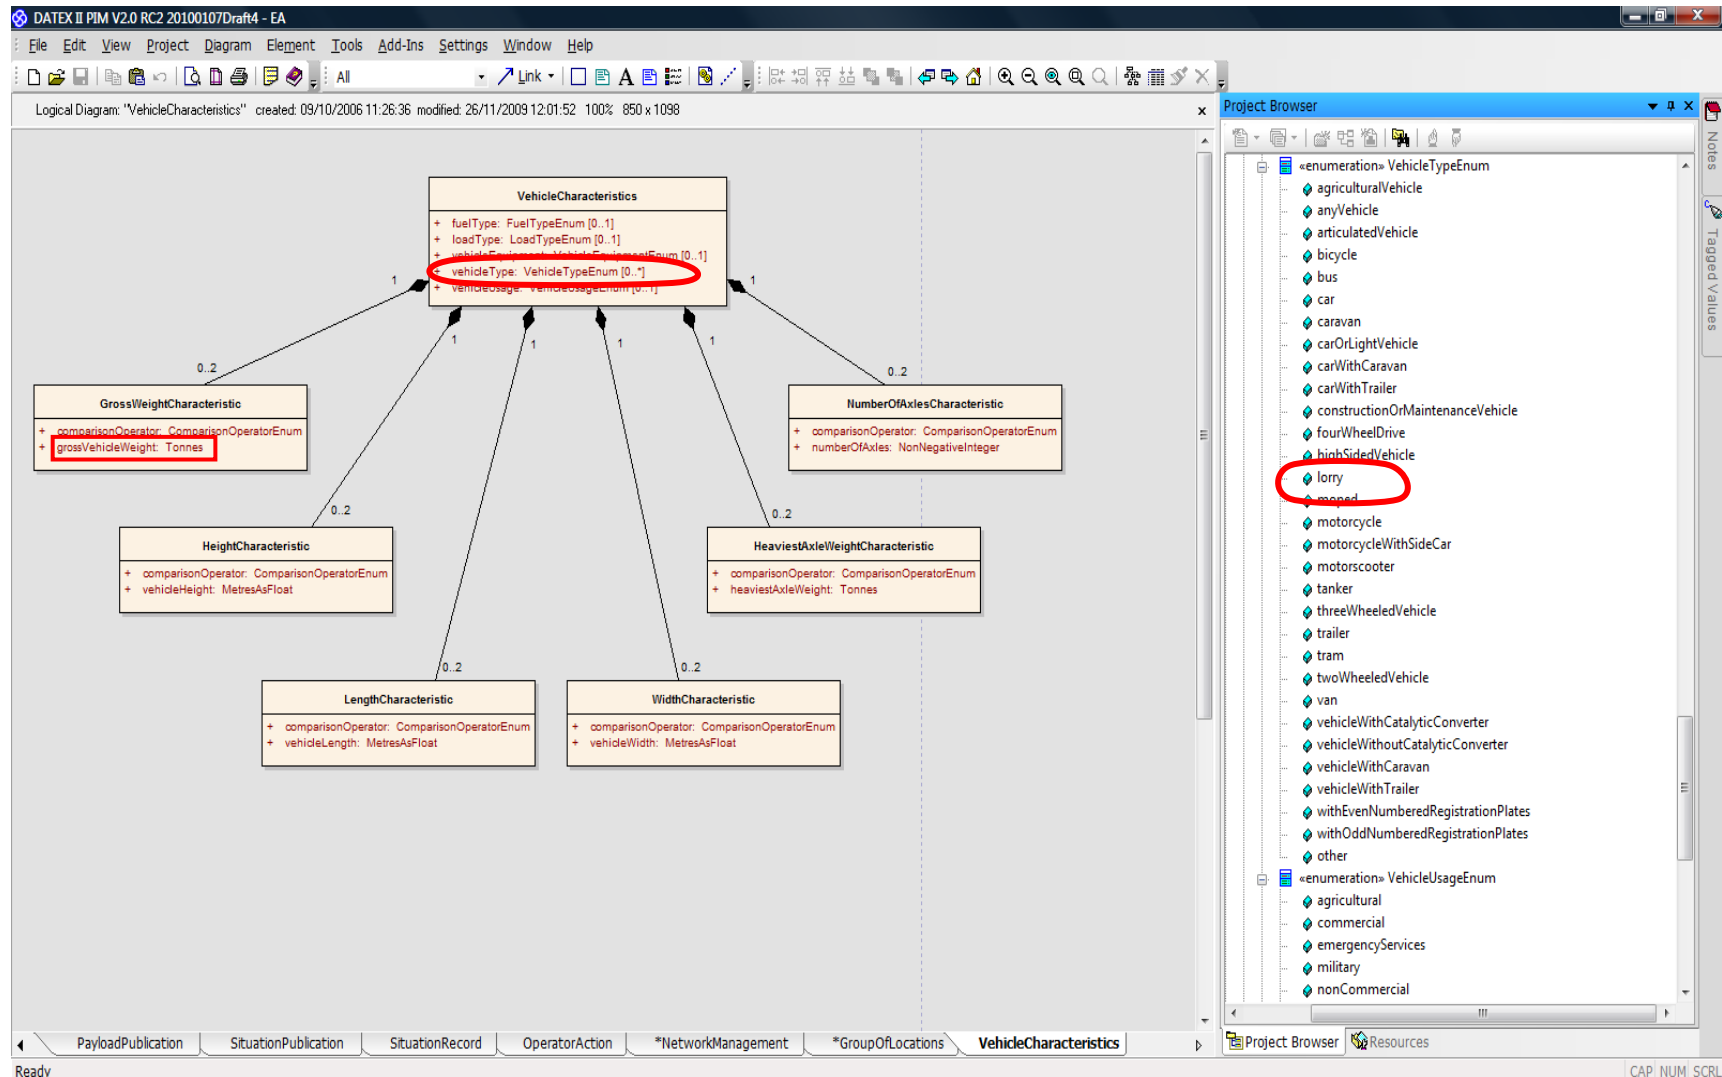 DATEX II PIM V2.0 RC2 20100107Draft4 - EA
File Edit View Project Diagram Element Tools Add-Ins Settings Window Help
All
Link
A
Logical Diagram: "VehicleCharacteristics" created: 09/10/2006 11:26:36 modified: 26/11/2009 12:01:52 100% 850 x 1098
VehicleCharacteristics
+ fuelType: FuelTypeEnum [0..1]
+ loadType: LoadTypeEnum [0..1]
+ vehicleEquipment: VehicleEquipmentEnum [0..1]
+ vehicleType: VehicleTypeEnum [0..*]
+ vehicleUsage: VehicleUsageEnum [0..1]
1
1
1
1
1
1
0..2
0..2
GrossWeightCharacteristic
+ comparisonOperator: ComparisonOperatorEnum
+ grossVehicleWeight: Tonnes
NumberOfAxlesCharacteristic
+ comparisonOperator: ComparisonOperatorEnum
+ numberOfAxles: NonNegativeInteger
0..2
0..2
HeightCharacteristic
+ comparisonOperator: ComparisonOperatorEnum
+ vehicleHeight: MetresAsFloat
HeaviestAxleWeightCharacteristic
+ comparisonOperator: ComparisonOperatorEnum
+ heaviestAxleWeight: Tonnes
0..2
0..2
LengthCharacteristic
+ comparisonOperator: ComparisonOperatorEnum
+ vehicleLength: MetresAsFloat
WidthCharacteristic
+ comparisonOperator: ComparisonOperatorEnum
+ vehicleWidth: MetresAsFloat
PayloadPublication
SituationPublication
SituationRecord
OperatorAction
*NetworkManagement
*GroupOfLocations
VehicleCharacteristics
Project Browser
«enumeration» VehicleTypeEnum
agriculturalVehicle
anyVehicle
articulatedVehicle
bicycle
bus
car
caravan
carOrLightVehicle
carWithCaravan
carWithTrailer
constructionOrMaintenanceVehicle
fourWheelDrive
highSidedVehicle
lorry
moped
motorcycle
motorcycleWithSideCar
motorscooter
tanker
threeWheeledVehicle
trailer
tram
twoWheeledVehicle
van
vehicleWithCatalyticConverter
vehicleWithoutCatalyticConverter
vehicleWithCaravan
vehicleWithTrailer
withEvenNumberedRegistrationPlates
withOddNumberedRegistrationPlates
other
«enumeration» VehicleUsageEnum
agricultural
commercial
emergencyServices
military
nonCommercial
Project Browser
Resources
Notes
Tagged Values
Ready
CAP NUM SCRL